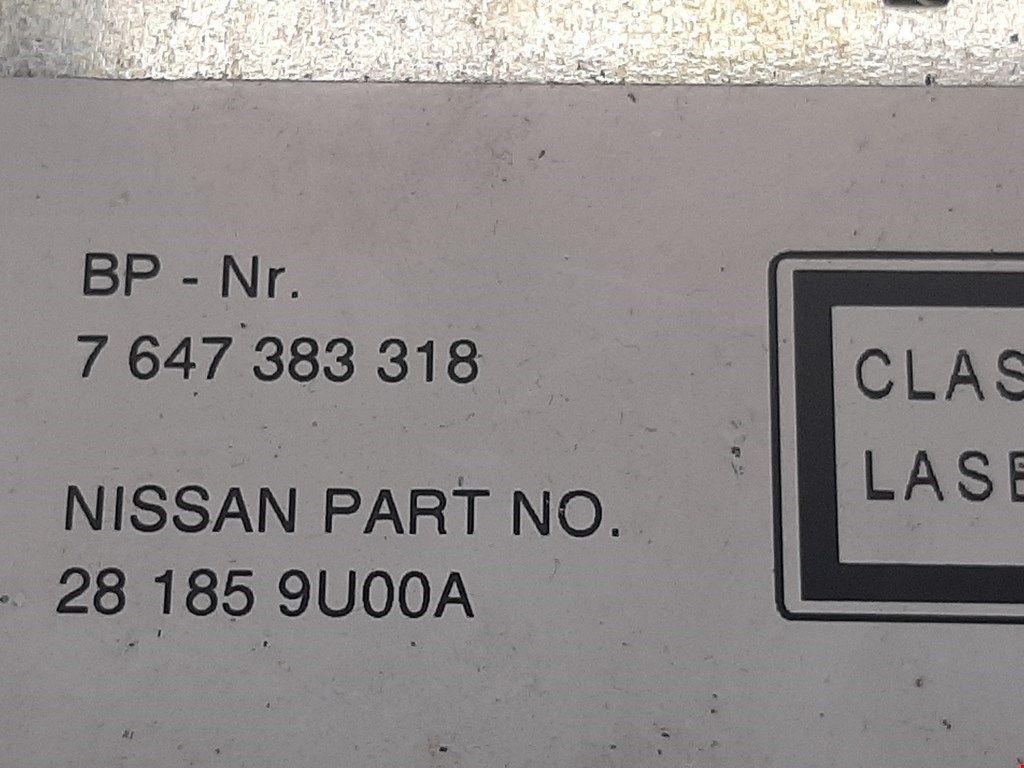 BP - Nr.
7 647 383 318
NISSAN PART NO.
28 185 9U00A
CLAS
LASE